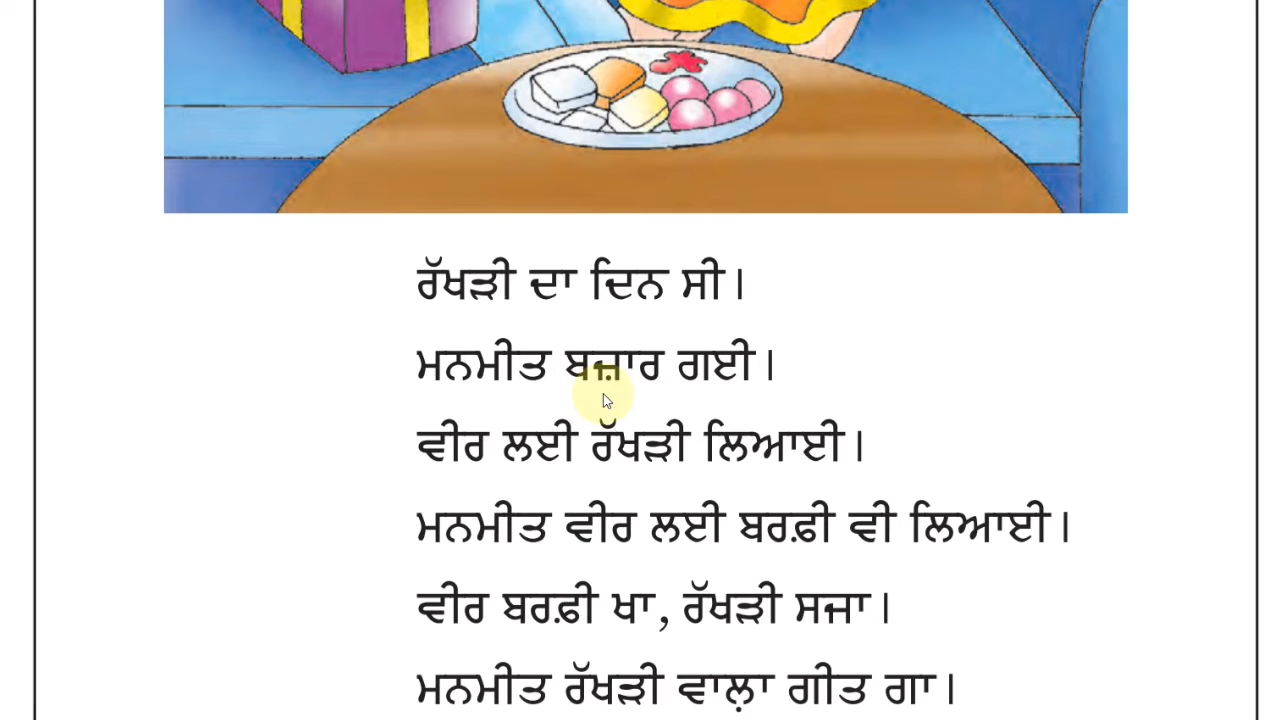 ਰੱਖੜੀ ਦਾ ਦਿਨ ਸੀ।
ਮਨਮੀਤ ਬਜ਼ਾਰ ਗਈ।
ਵੀਰ ਲਈ ਰੱਖੜੀ ਲਿਆਈ।
ਮਨਮੀਤ ਵੀਰ ਲਈ ਬਰਫ਼ੀ ਵੀ ਲਿਆਈ।
ਵੀਰ ਬਰਫ਼ੀ ਖਾ, ਰੱਖੜੀ ਸਜਾ।
ਮਨਮੀਤ ਰੱਖੜੀ ਵਾਲ਼ਾ ਗੀਤ ਗਾ।